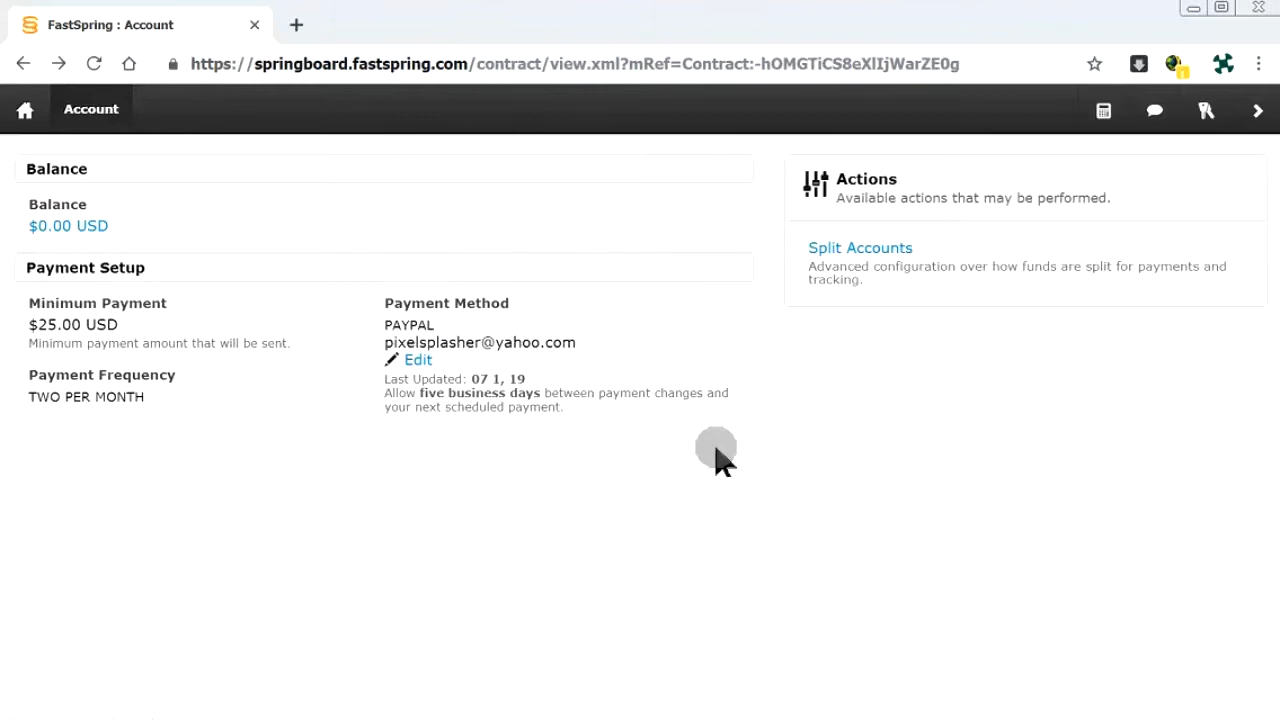 FastSpring : Account
https://springboard.fastspring.com/contract/view.xml?mRef=Contract:-hOMGTiCS8eXlIjWarZE0g
Account
Balance
Balance
$0.00 USD
Payment Setup
Minimum Payment
$25.00 USD
Minimum payment amount that will be sent.
Payment Frequency
TWO PER MONTH
Payment Method
PAYPAL
pixelsplasher@yahoo.com
Edit
Last Updated: 07 1, 19
Allow five business days between payment changes and
your next scheduled payment.
Actions
Available actions that may be performed.
Split Accounts
Advanced configuration over how funds are split for payments and
tracking.